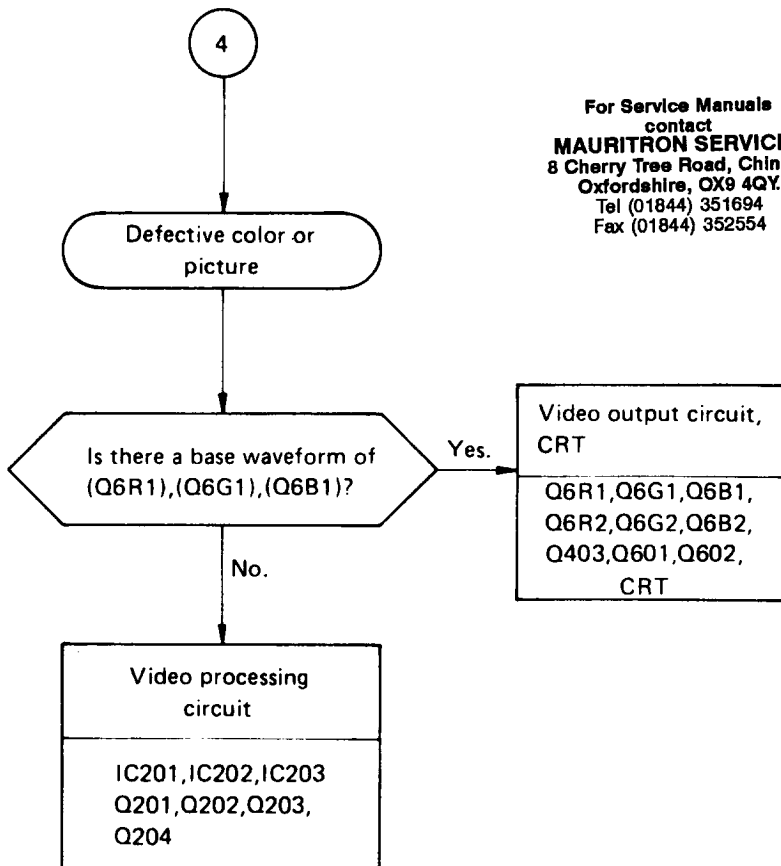 4
For Service Manuals
contact
MAURITRON SERVIC
8 Cherry Tree Road, Chin
Oxfordshire, OX9 4QY.
Tel (01844) 351694
Fax (01844) 352554
Defective color or
picture
Is there a base waveform of
(Q6R1),(Q6G1),(Q6B1)?
Yes.
Video output circuit,
CRT
Q6R1,Q6G1,Q6B1,
Q6R2,Q6G2,Q6B2,
Q403,Q601,Q602,
CRT
No.
Video processing
circuit
IC201,IC202,IC203
Q201,Q202,Q203,
Q204